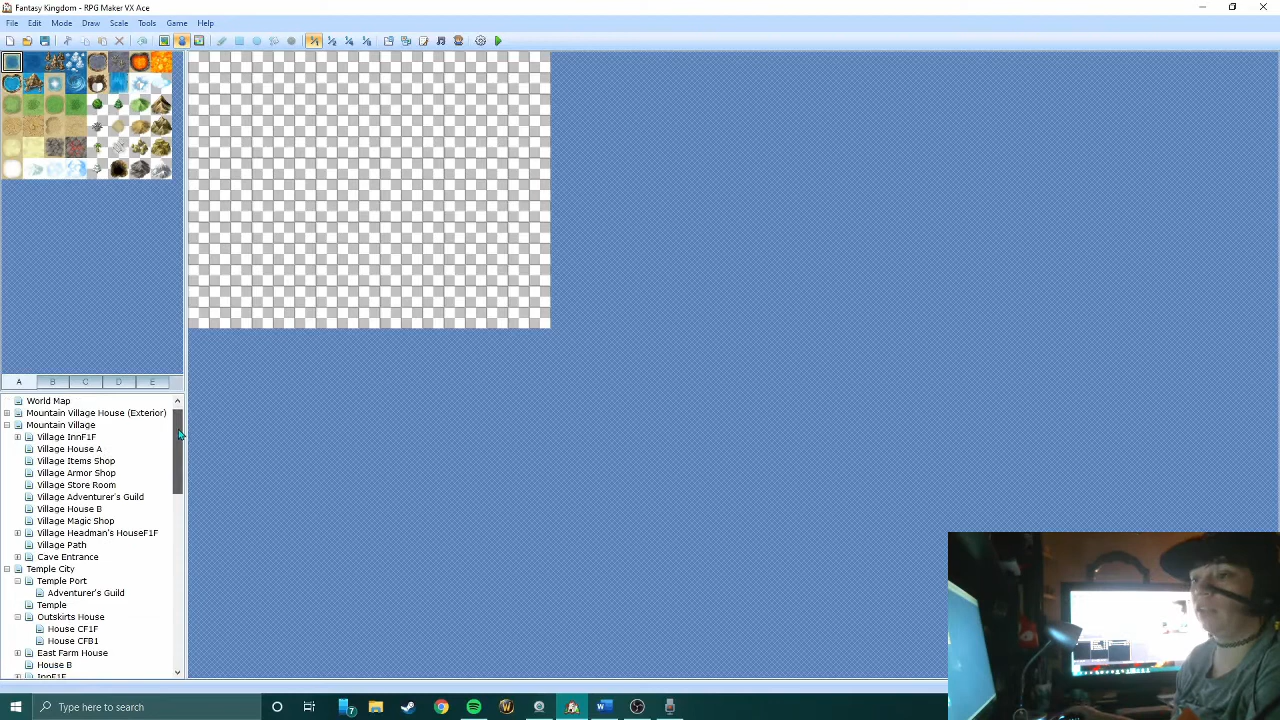 Fantasy Kingdom - RPG Maker VX Ace
File Edit Mode Draw Scale Tools Game Help
A B C D E
World Map
Mountain Village House (Exterior)
Mountain Village
Village InnF1F
Village House A
Village Items Shop
Village Armor Shop
Village Store Room
Village Adventurer's Guild
Village House B
Village Magic Shop
Village Headman's HouseF1F
Village Path
Cave Entrance
Temple City
Temple Port
Adventurer's Guild
Temple
Outskirts House
House CF1F
House CFB1
East Farm House
House B
InnF1F
Type here to search